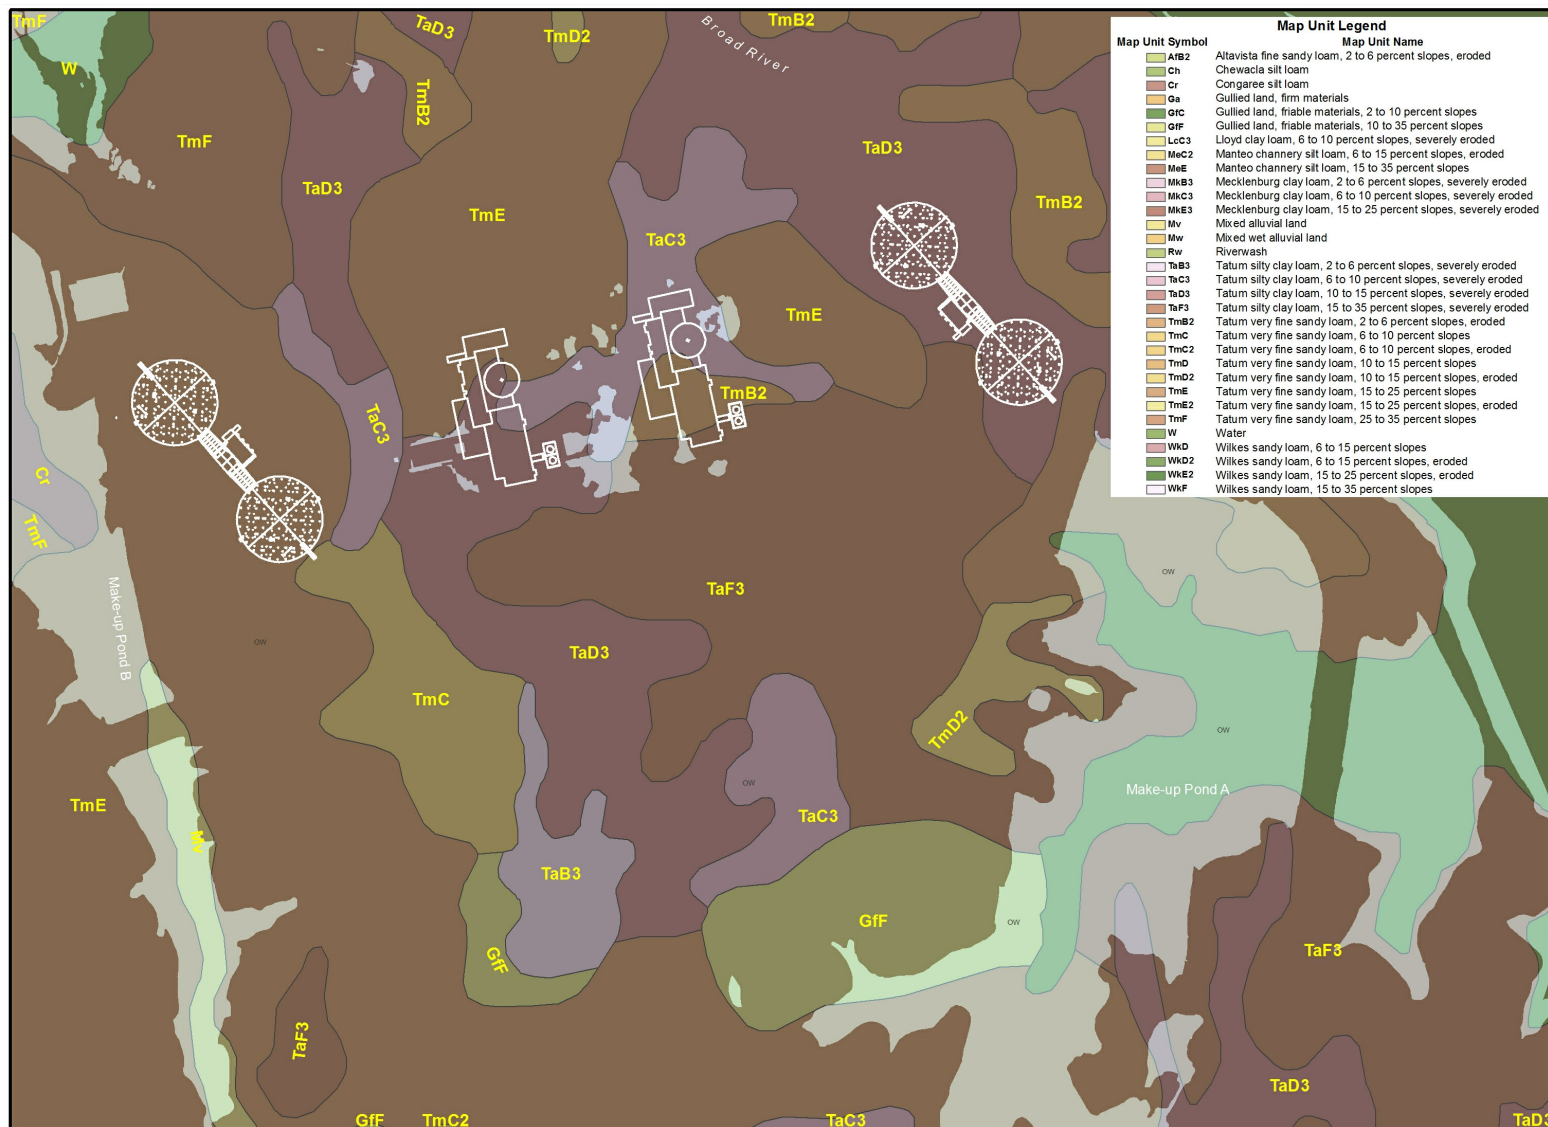 TmF
W
TaD3
TmD2
TmB2
Broad River
TmB2
TmF
TaD3
TmE
TaC3
TaD3
TmB2
TmE
TmB2
TaC3
Cr
TmF
Make-up Pond B
OW
TaF3
TaD3
TmC
TmD2
OW
OW
Make-up Pond A
OW
TaC3
TmE
Mv
TaB3
GfF
GfF
OW
TaF3
TaF3
TaD3
GfF
TmC2
TaC3
TaD3
Map Unit Legend
Map Unit Symbol Map Unit Name
AfB2 Altavista fine sandy loam, 2 to 6 percent slopes, eroded
Ch Chewacla silt loam
Cr Congaree silt loam
Ga Gullied land, firm materials
GfC Gullied land, friable materials, 2 to 10 percent slopes
GfF Gullied land, friable materials, 10 to 35 percent slopes
LcC3 Lloyd clay loam, 6 to 10 percent slopes, severely eroded
MeC2 Manteo channery silt loam, 6 to 15 percent slopes, eroded
MeE Manteo channery silt loam, 15 to 35 percent slopes
MkB3 Mecklenburg clay loam, 2 to 6 percent slopes, severely eroded
MkC3 Mecklenburg clay loam, 6 to 10 percent slopes, severely eroded
MkE3 Mecklenburg clay loam, 15 to 25 percent slopes, severely eroded
Mv Mixed alluvial land
Mw Mixed wet alluvial land
Rw Riverwash
TaB3 Tatum silty clay loam, 2 to 6 percent slopes, severely eroded
TaC3 Tatum silty clay loam, 6 to 10 percent slopes, severely eroded
TaD3 Tatum silty clay loam, 10 to 15 percent slopes, severely eroded
TaF3 Tatum silty clay loam, 15 to 35 percent slopes, severely eroded
TmB2 Tatum very fine sandy loam, 2 to 6 percent slopes, eroded
TmC Tatum very fine sandy loam, 6 to 10 percent slopes
TmC2 Tatum very fine sandy loam, 6 to 10 percent slopes, eroded
TmD Tatum very fine sandy loam, 10 to 15 percent slopes
TmD2 Tatum very fine sandy loam, 10 to 15 percent slopes, eroded
TmE Tatum very fine sandy loam, 15 to 25 percent slopes
TmE2 Tatum very fine sandy loam, 15 to 25 percent slopes, eroded
TmF Tatum very fine sandy loam, 25 to 35 percent slopes
W Water
WkD Wilkes sandy loam, 6 to 15 percent slopes
WkD2 Wilkes sandy loam, 6 to 15 percent slopes, eroded
WkE2 Wilkes sandy loam, 15 to 25 percent slopes, eroded
WkF Wilkes sandy loam, 15 to 35 percent slopes